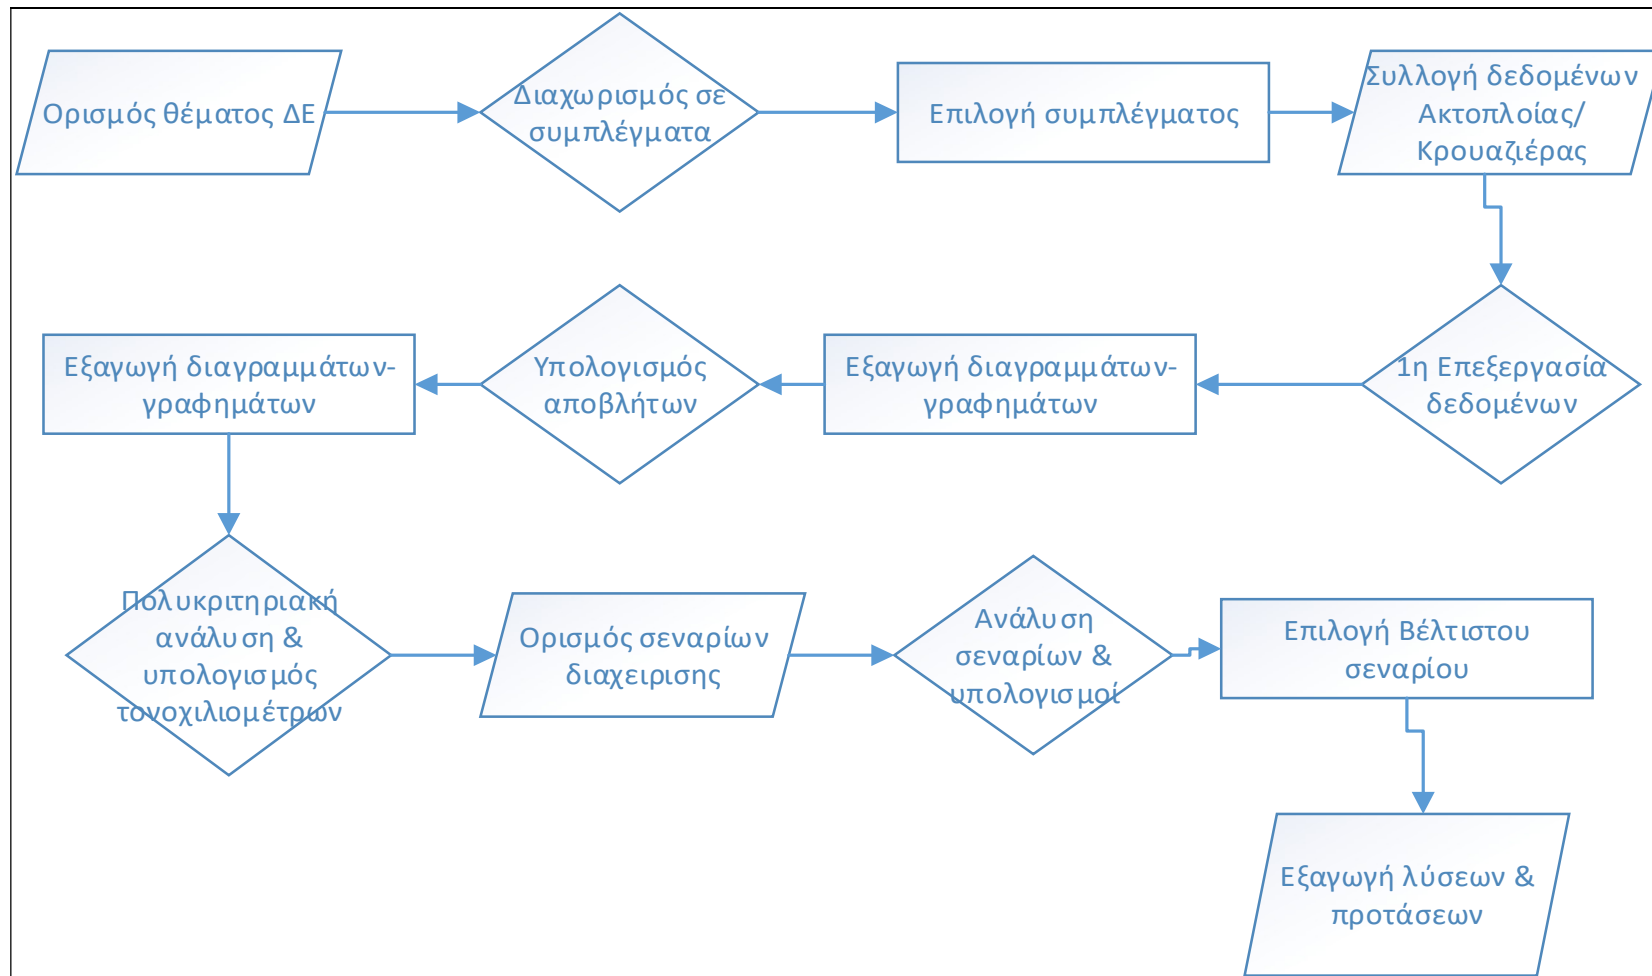 Ορισμός θέματος ΔΕ
Διαχωρισμός σε
συμπλέγματα
Επιλογή συμπλέγματος
Συλλογή δεδομένων
Ακτοπλοίας/
Κρουαζιέρας
1η Επεξεργασία
δεδομένων
Εξαγωγή διαγραμμάτων-
γραφημάτων
Υπολογισμός
αποβλήτων
Εξαγωγή διαγραμμάτων-
γραφημάτων
Πολυκριτηριακή
ανάλυση &
υπολογισμός
τονοχιλιομέτρων
Ορισμός σεναρίων
διαχειρισης
Ανάλυση
σεναρίων &
υπολογισμοί
Επιλογή Βέλτιστου
σεναρίου
Εξαγωγή λύσεων &
προτάσεων